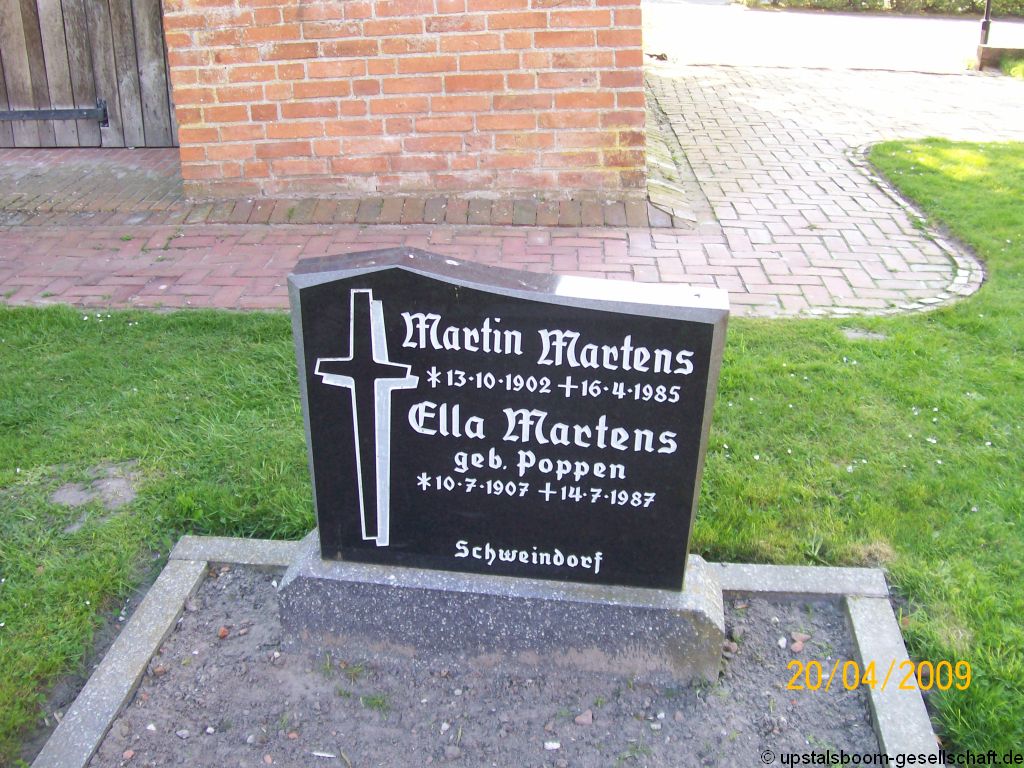 Martin Martens
*13·10·1902 +16·4·1985
Ella Martens
geb. Poppen
*10·7·1907 +14·7·1987
Schweindorf
20/04/2009
© upstalsboom-gesellschaft.de